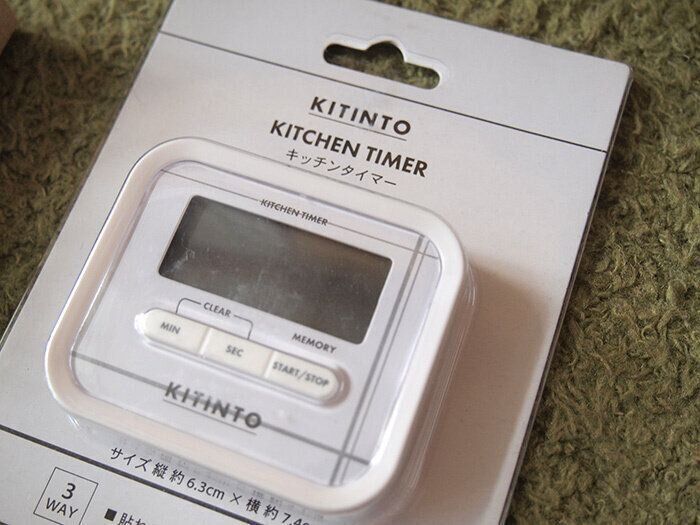 KITINTO
KITCHEN TIMER
キッチンタイマー
KITCHEN TIMER
CLEAR
MEMORY
MIN
SEC
START/STOP
KITINTO
サイズ 縦 約 6.3cm × 横 約
3
WAY